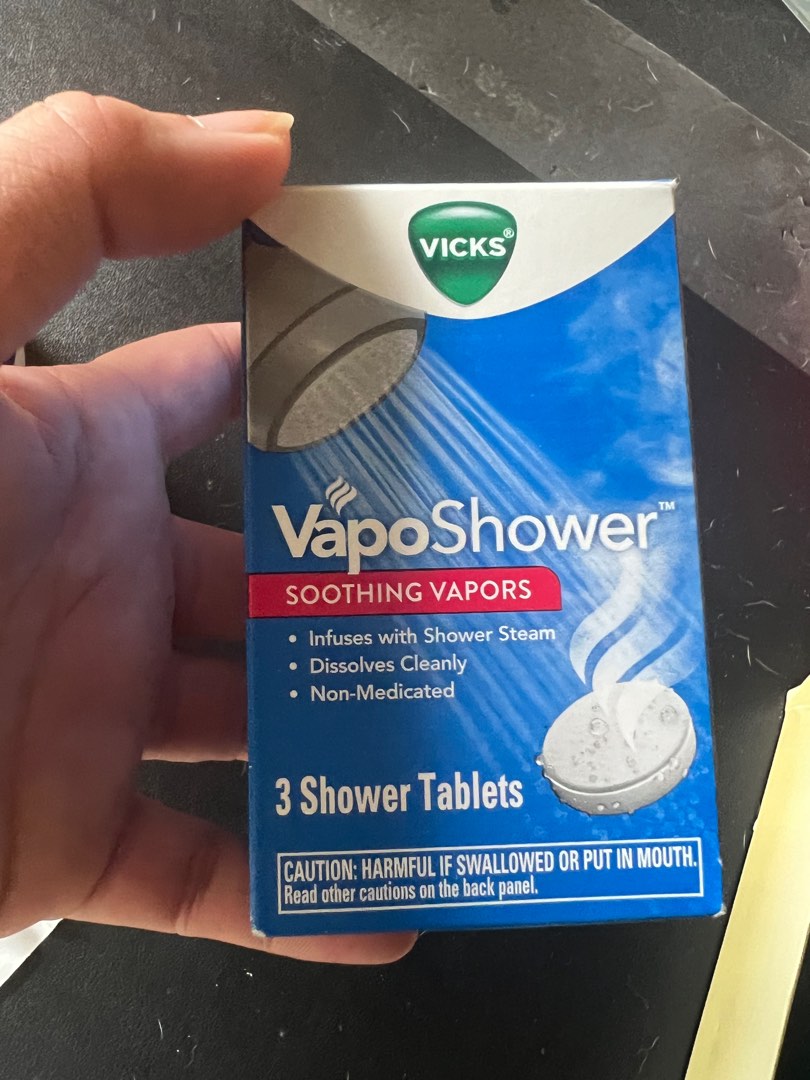 VICKS®
VapoShower™
SOOTHING VAPORS
• Infuses with Shower Steam
• Dissolves Cleanly
• Non-Medicated
3 Shower Tablets
CAUTION: HARMFUL IF SWALLOWED OR PUT IN MOUTH.
Read other cautions on the back panel.